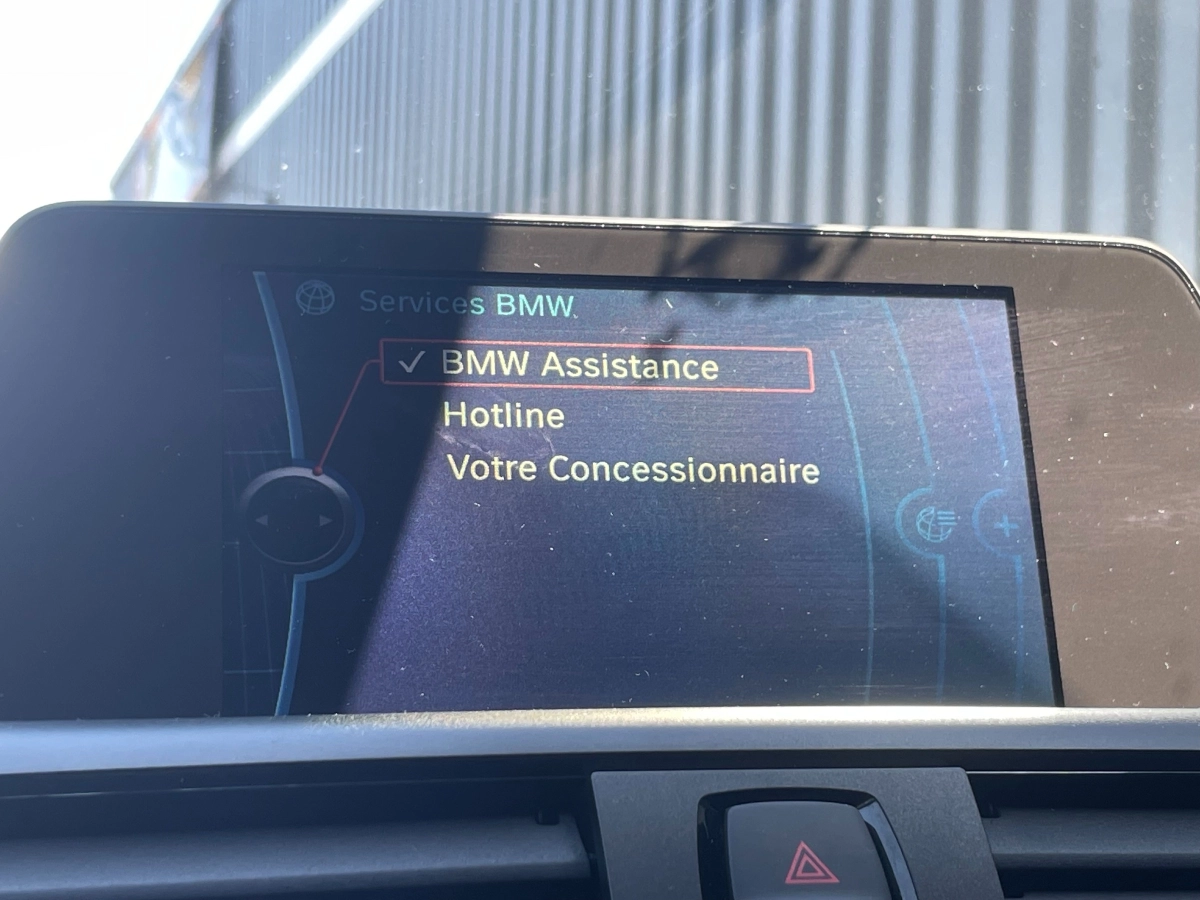 Services BMW
BMW Assistance
Hotline
Votre Concessionnaire